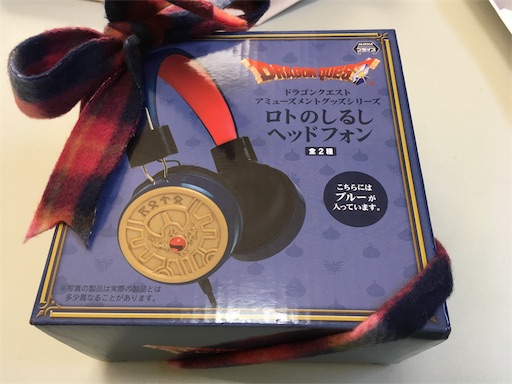 DRAGON QUEST
プライズ
ドラゴンクエスト
アミューズメントグッズシリーズ
ロトのしるし
ヘッドフォン
全2種
こちらには
ブルーが
入っています。
※写真の製品は実際の製品とは
多少異なることがあります。